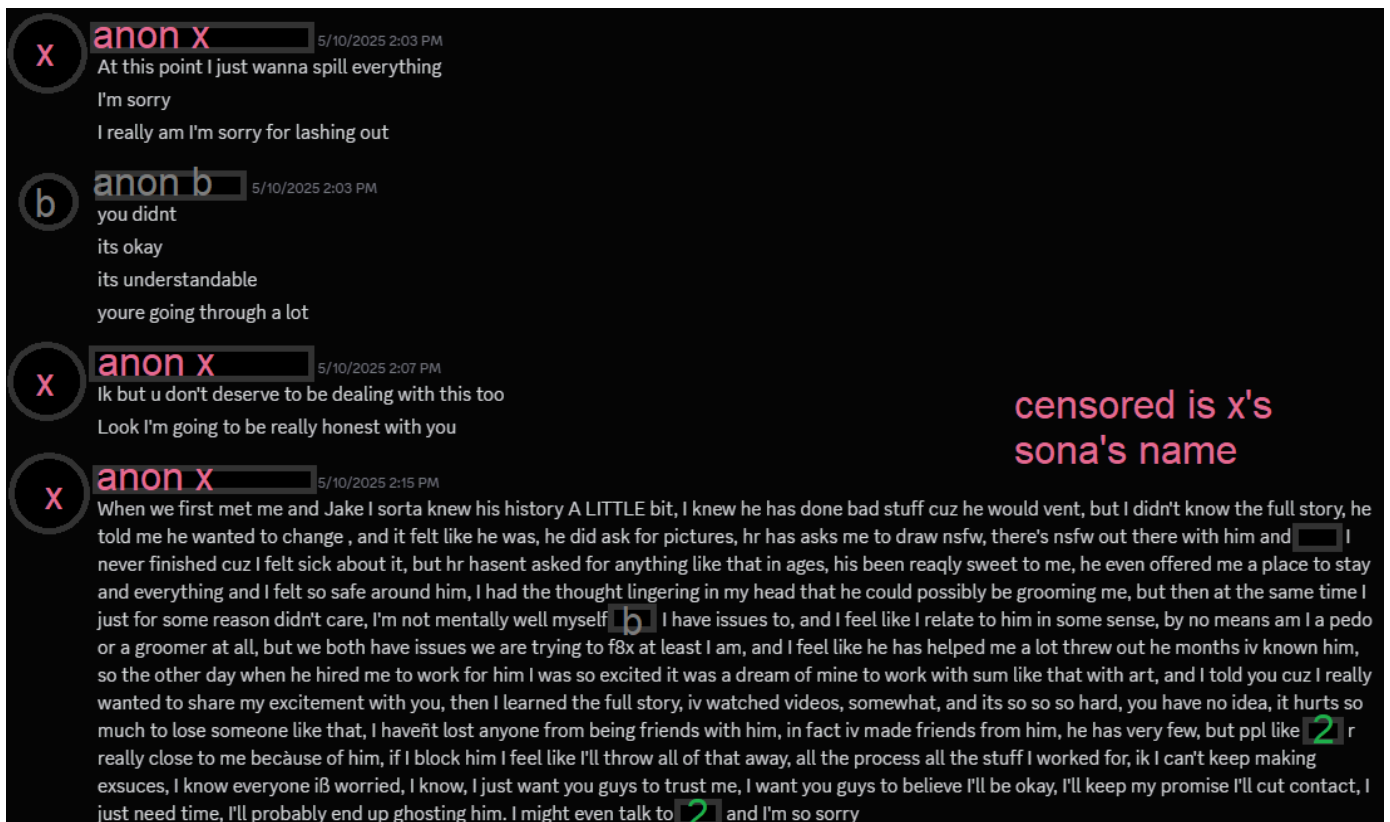 x anon x 5/10/2025 2:03 PM
At this point I just wanna spill everything
I'm sorry
I really am I'm sorry for lashing out
b anon b 5/10/2025 2:03 PM
you didnt
its okay
its understandable
youre going through a lot
x anon x 5/10/2025 2:07 PM
Ik but u don't deserve to be dealing with this too
Look I'm going to be really honest with you
censored is x's
sona's name
x anon x 5/10/2025 2:15 PM
When we first met me and Jake I sorta knew his history A LITTLE bit, I knew he has done bad stuff cuz he would vent, but I didn't know the full story, he
told me he wanted to change , and it felt like he was, he did ask for pictures, hr has asks me to draw nsfw, there's nsfw out there with him and I
never finished cuz I felt sick about it, but hr hasent asked for anything like that in ages, his been reaqly sweet to me, he even offered me a place to stay
and everything and I felt so safe around him, I had the thought lingering in my head that he could possibly be grooming me, but then at the same time I
just for some reason didn't care, I'm not mentally well myself b I have issues to, and I feel like I relate to him in some sense, by no means am I a pedo
or a groomer at all, but we both have issues we are trying to f8x at least I am, and I feel like he has helped me a lot threw out he months iv known him,
so the other day when he hired me to work for him I was so excited it was a dream of mine to work with sum like that with art, and I told you cuz I really
wanted to share my excitement with you, then I learned the full story, iv watched videos, somewhat, and its so so so hard, you have no idea, it hurts so
much to lose someone like that, I haveñt lost anyone from being friends with him, in fact iv made friends from him, he has very few, but ppl like 2 r
really close to me becàuse of him, if I block him I feel like I'll throw all of that away, all the process all the stuff I worked for, ik I can't keep making
exsuces, I know everyone iß worried, I know, I just want you guys to trust me, I want you guys to believe I'll be okay, I'll keep my promise I'll cut contact, I
just need time, I'll probably end up ghosting him. I might even talk to 2 and I'm so sorry